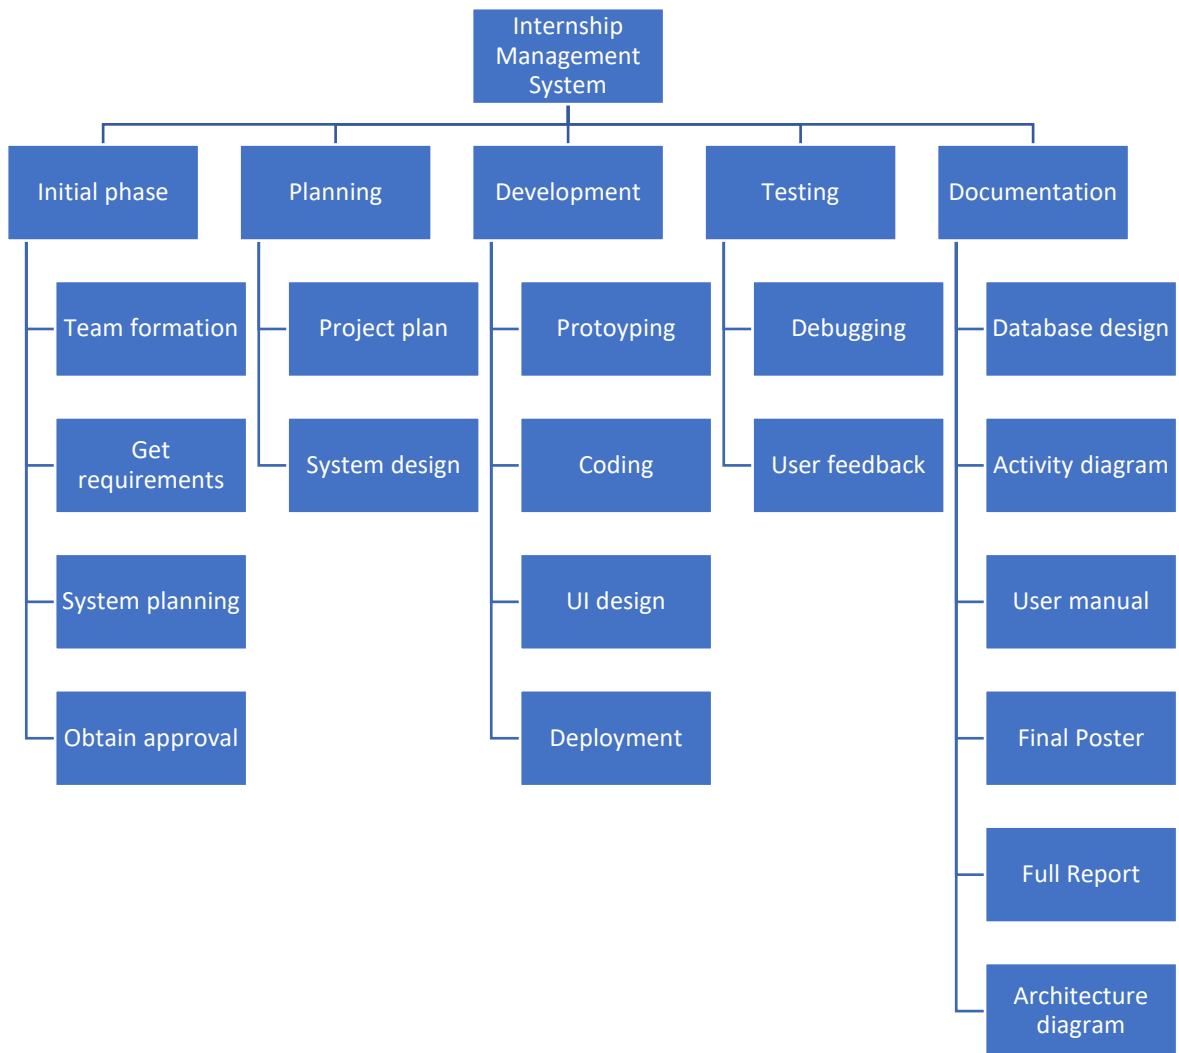 Internship
Management
System
Initial phase
Planning
Development
Testing
Documentation
Team formation
Project plan
Protoyping
Debugging
Database design
Get
requirements
System design
Coding
User feedback
Activity diagram
System planning
UI design
User manual
Obtain approval
Deployment
Final Poster
Full Report
Architecture
diagram